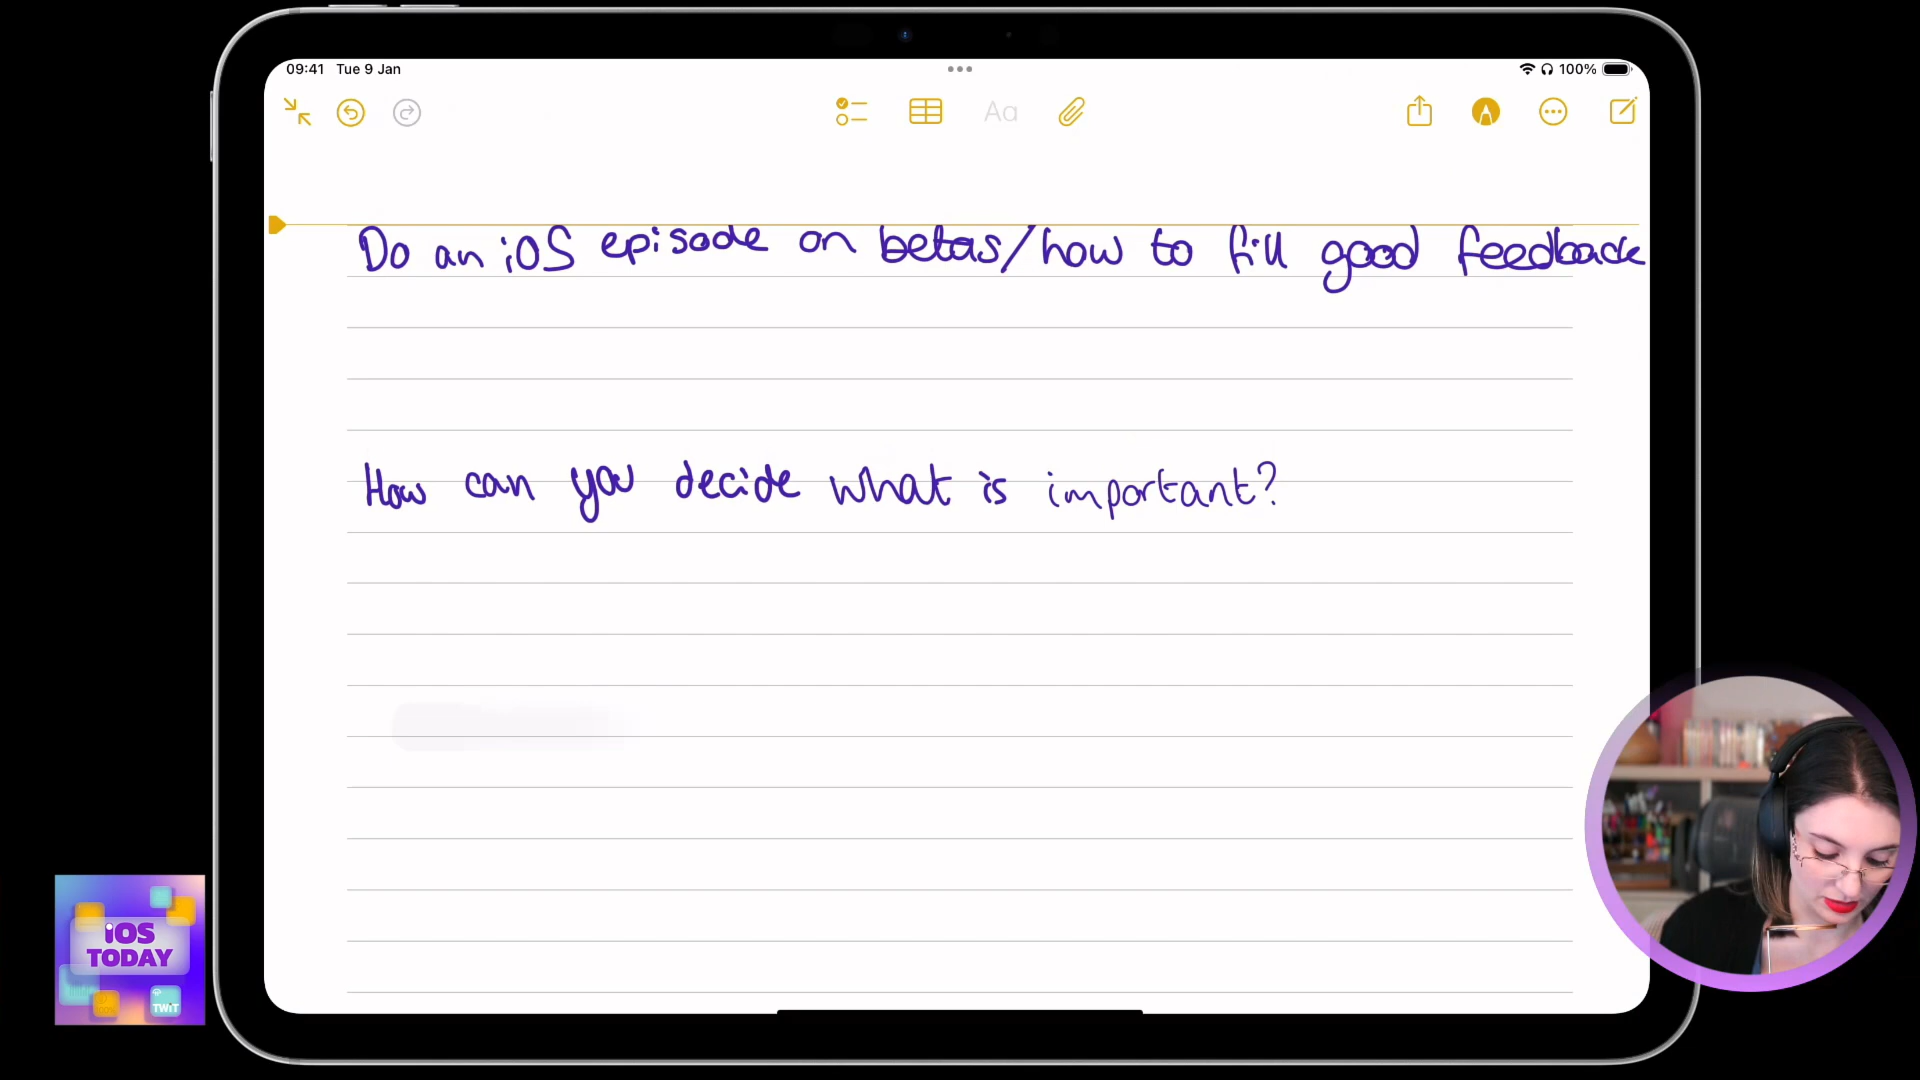 09:41 Tue 9 Jan
100%
Aa
Do an iOS episode on betas/how to fill good feedback
How can you decide what is important?
iOS
TODAY
TWiT